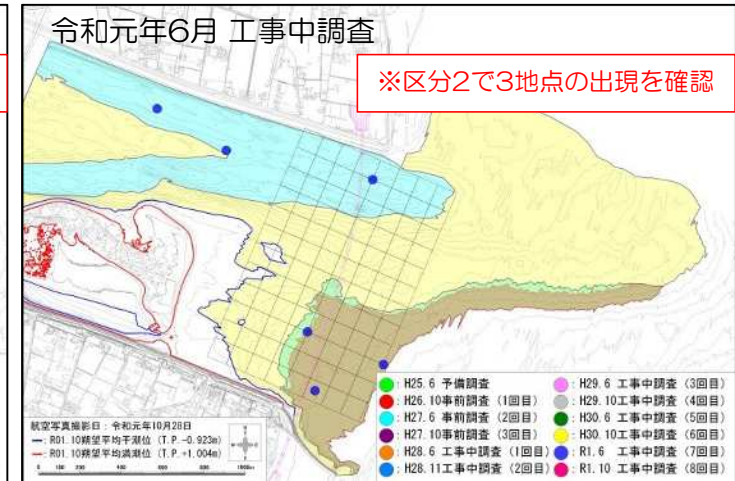 令和元年6月 工事中調査
※区分2で3地点の出現を確認
: H25.6 予備調査
: H26.10事前調査 (1回目)
: H27.6 事前調査 (2回目)
: H27.10事前調査 (3回目)
: H28.6 工事中調査 (1回目)
: H28.11工事中調査 (2回目)
: H29.6 工事中調査 (3回目)
: H29.10工事中調査 (4回目)
: H30.6 工事中調査 (5回目)
: H30.10工事中調査 (6回目)
: R1.6 工事中調査 (7回目)
: R1.10 工事中調査 (8回目)
航空写真撮影日：令和元年10月28日
: R01.10朔望平均干潮位 (T.P.-0.923m)
: R01.10朔望平均満潮位 (T.P.+1.004m)